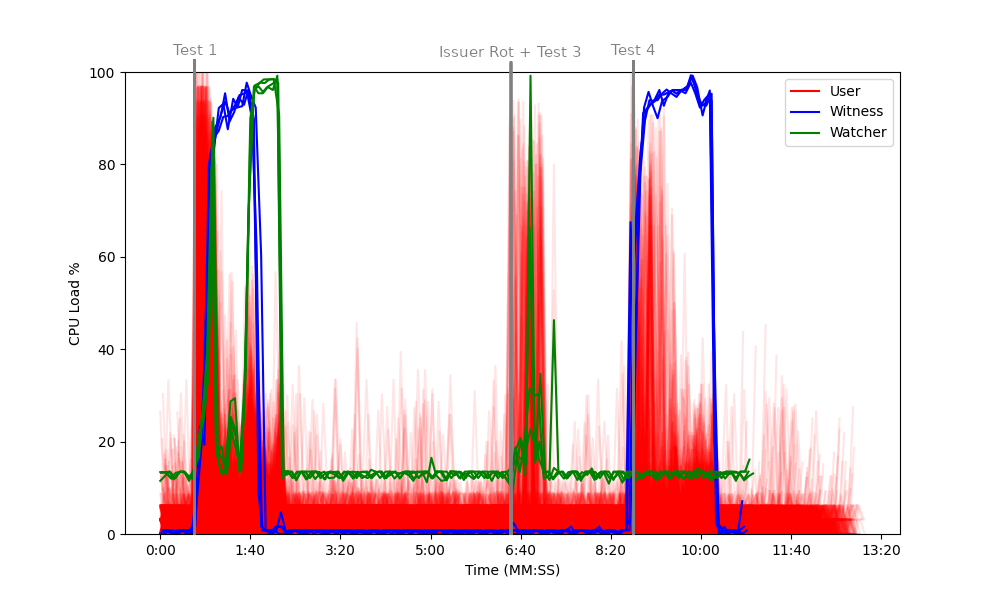 Test 1
Issuer Rot + Test 3
Test 4
100
80
60
40
20
0
CPU Load %
User
Witness
Watcher
0:00 1:40 3:20 5:00 6:40 8:20 10:00 11:40 13:20
Time (MM:SS)